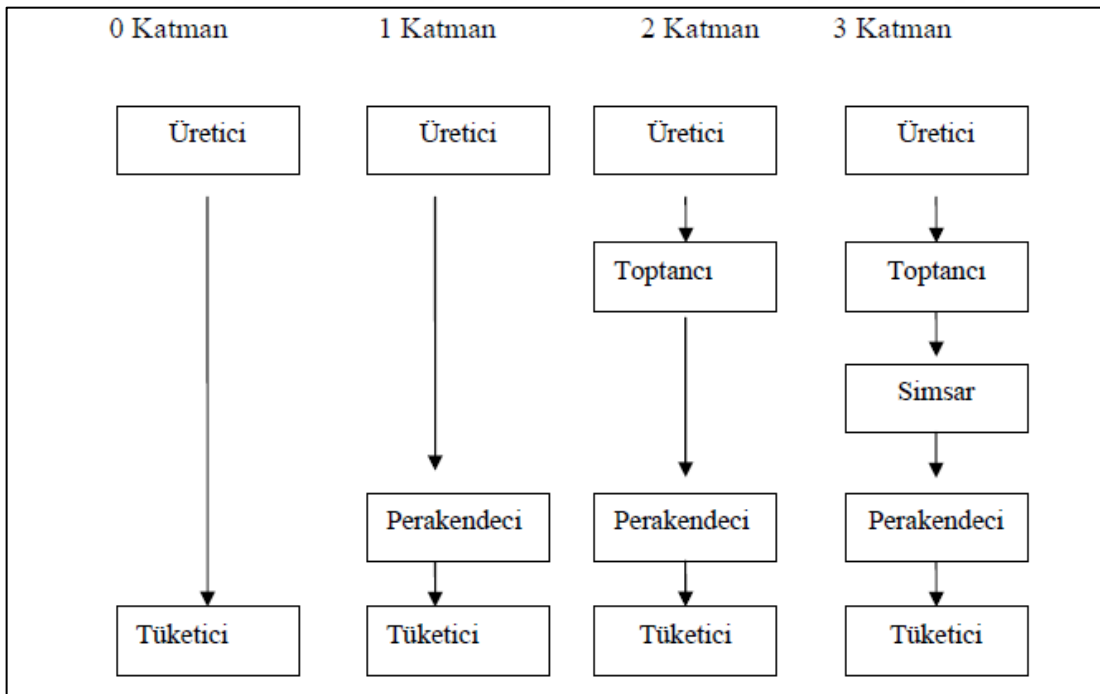 0 Katman 1 Katman 2 Katman 3 Katman
Üretici Üretici Üretici Üretici
Toptancı Toptancı
Simsar
Perakendeci Perakendeci Perakendeci
Tüketici Tüketici Tüketici Tüketici